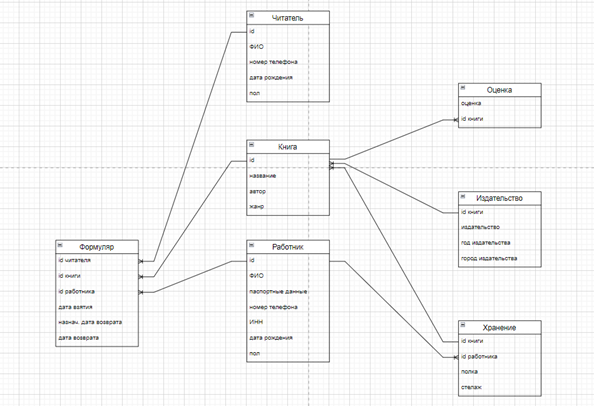 Читатель
id
ФИО
номер телефона
дата рождения
пол
Книга
id
название
автор
жанр
Формуляр
id читателя
id книги
id работника
дата взятия
назнач. дата возврата
дата возврата
Работник
id
ФИО
паспортные данные
номер телефона
ИНН
дата рождения
пол
Оценка
оценка
id книги
Издательство
id книги
издательство
год издательства
город издательства
Хранение
id книги
id работника
полка
стелаж